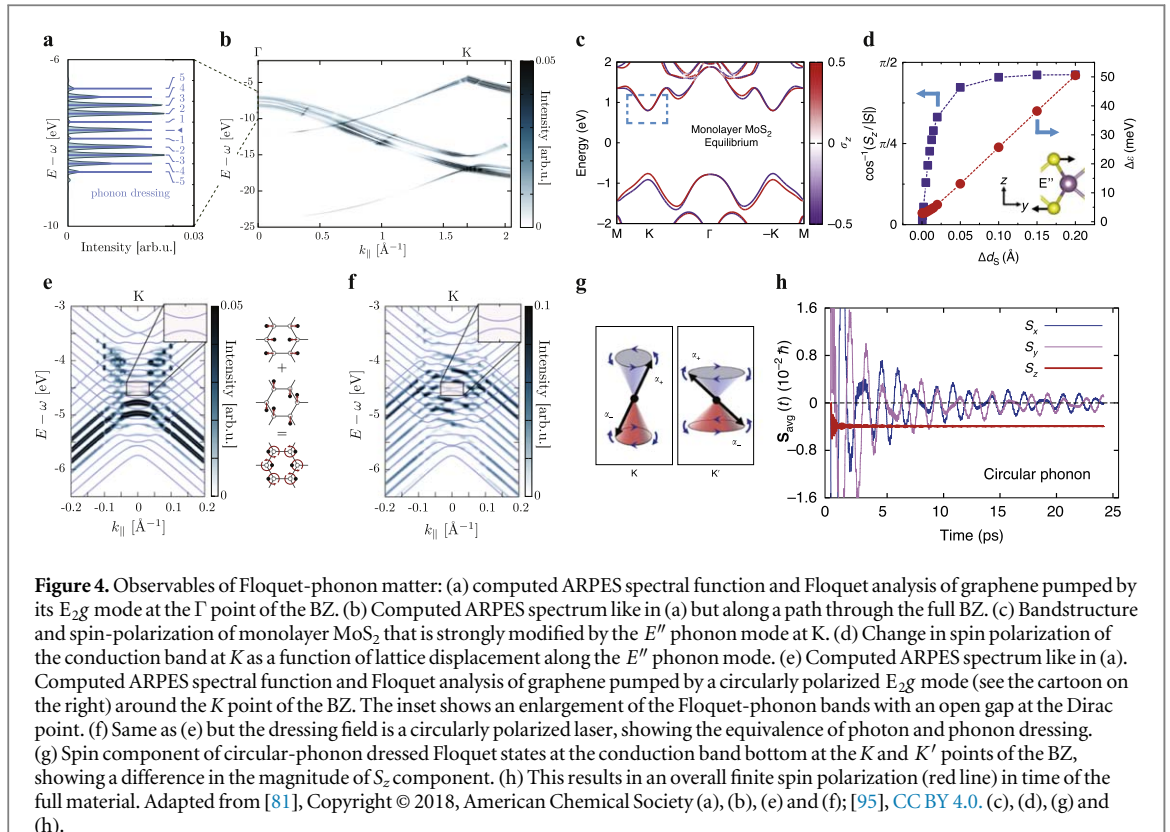 a
-6
E − ω [eV]
-10
5
4
3
2
1
1
2
3
4
5
phonon dressing
0
0.03
Intensity [arb.u.]
b
Γ
K
-5
-10
-15
-20
-25
E − ω [eV]
0
0.5
1
1.5
2
k∥ [Å⁻¹]
0.05
0
Intensity [arb.u.]
c
2
1
0
−1
−2
Energy (eV)
Monolayer MoS₂
Equilibrium
M
K
Γ
−K
M
0.5
0
−0.5
σz
d
π/2
π/4
0
cos⁻¹(Sz/|S|)
50
40
30
20
10
0
Δε (meV)
E''
z
y
0.00
0.05
0.10
0.15
0.20
ΔdS (Å)
e
K
-3
-4
-5
-6
E − ω [eV]
-0.2
-0.1
0
0.1
0.2
k∥ [Å⁻¹]
0.05
0
Intensity [arb.u.]
+
=
f
K
-3
-4
-5
-6
E − ω [eV]
-0.2
-0.1
0
0.1
0.2
k∥ [Å⁻¹]
0.1
0
Intensity [arb.u.]
g
α+
α−
K
α+
α−
K'
h
1.6
0.8
0
−0.8
−1.6
Savg (t) (10⁻² ħ)
Sx
Sy
Sz
Circular phonon
0
5
10
15
20
25
Time (ps)
Figure 4. Observables of Floquet-phonon matter: (a) computed ARPES spectral function and Floquet analysis of graphene pumped by
its E₂g mode at the Γ point of the BZ. (b) Computed ARPES spectrum like in (a) but along a path through the full BZ. (c) Bandstructure
and spin-polarization of monolayer MoS₂ that is strongly modified by the E″ phonon mode at K. (d) Change in spin polarization of
the conduction band at K as a function of lattice displacement along the E″ phonon mode. (e) Computed ARPES spectrum like in (a).
Computed ARPES spectral function and Floquet analysis of graphene pumped by a circularly polarized E₂g mode (see the cartoon on
the right) around the K point of the BZ. The inset shows an enlargement of the Floquet-phonon bands with an open gap at the Dirac
point. (f) Same as (e) but the dressing field is a circularly polarized laser, showing the equivalence of photon and phonon dressing.
(g) Spin component of circular-phonon dressed Floquet states at the conduction band bottom at the K and K′ points of the BZ,
showing a difference in the magnitude of Sz component. (h) This results in an overall finite spin polarization (red line) in time of the
full material. Adapted from [81], Copyright © 2018, American Chemical Society (a), (b), (e) and (f); [95], CC BY 4.0. (c), (d), (g) and
(h).